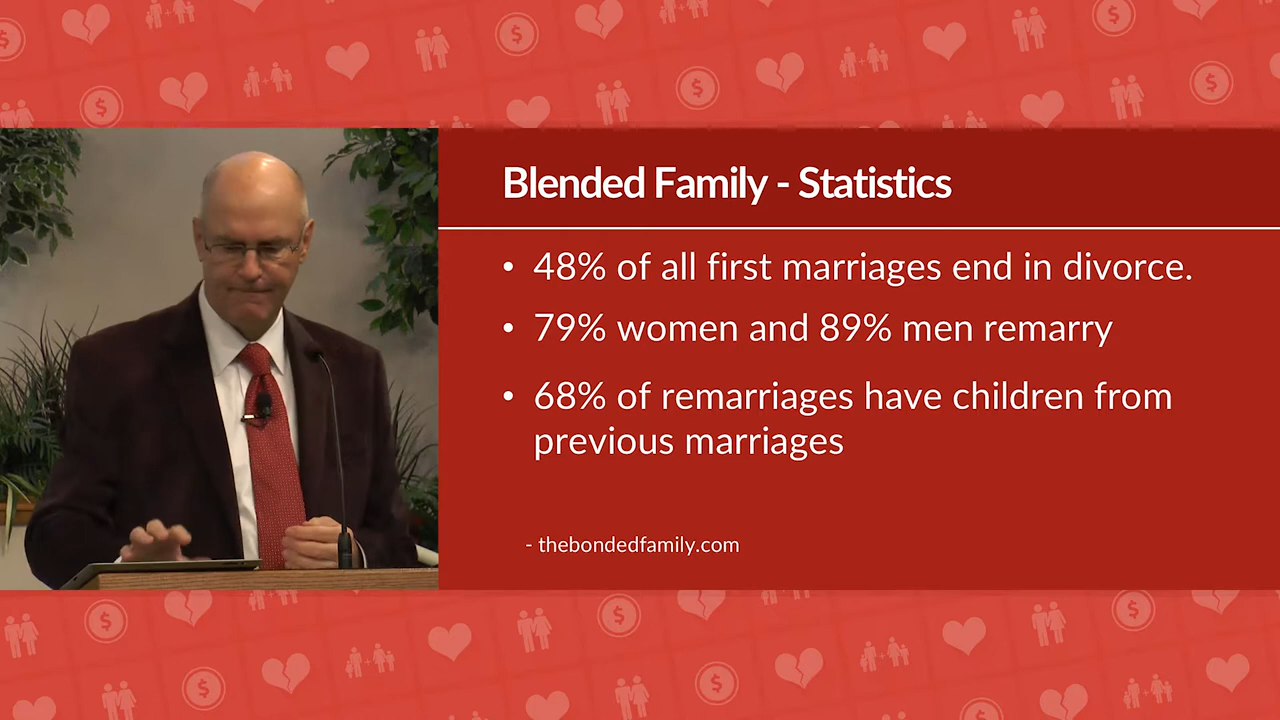 Blended Family - Statistics
• 48% of all first marriages end in divorce.
• 79% women and 89% men remarry
• 68% of remarriages have children from
previous marriages
- thebondedfamily.com